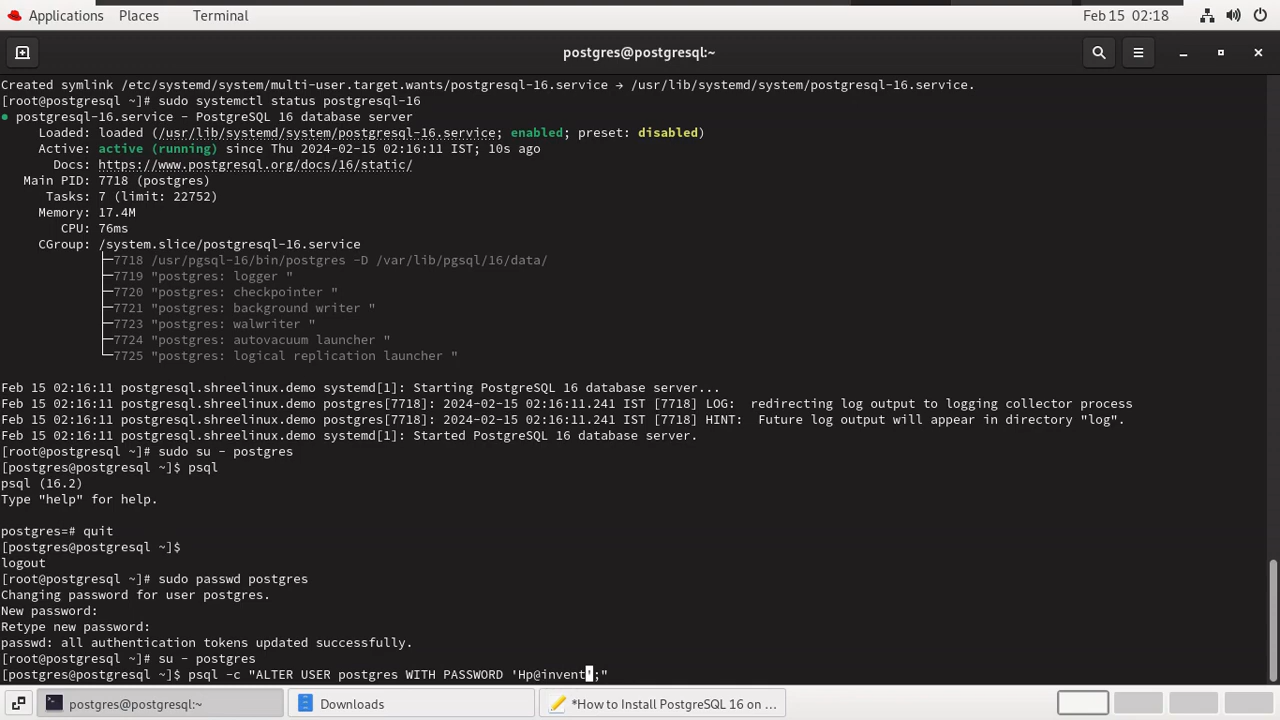 Applications Places Terminal Feb 15 02:18
postgres@postgresql:~
Created symlink /etc/systemd/system/multi-user.target.wants/postgresql-16.service → /usr/lib/systemd/system/postgresql-16.service.
[root@postgresql ~]# sudo systemctl status postgresql-16
● postgresql-16.service - PostgreSQL 16 database server
Loaded: loaded (/usr/lib/systemd/system/postgresql-16.service; enabled; preset: disabled)
Active: active (running) since Thu 2024-02-15 02:16:11 IST; 10s ago
Docs: https://www.postgresql.org/docs/16/static/
Main PID: 7718 (postgres)
Tasks: 7 (limit: 22752)
Memory: 17.4M
CPU: 76ms
CGroup: /system.slice/postgresql-16.service
├─7718 /usr/pgsql-16/bin/postgres -D /var/lib/pgsql/16/data/
├─7719 "postgres: logger "
├─7720 "postgres: checkpointer "
├─7721 "postgres: background writer "
├─7723 "postgres: walwriter "
├─7724 "postgres: autovacuum launcher "
└─7725 "postgres: logical replication launcher "
Feb 15 02:16:11 postgresql.shreelinux.demo systemd[1]: Starting PostgreSQL 16 database server...
Feb 15 02:16:11 postgresql.shreelinux.demo postgres[7718]: 2024-02-15 02:16:11.241 IST [7718] LOG:  redirecting log output to logging collector process
Feb 15 02:16:11 postgresql.shreelinux.demo postgres[7718]: 2024-02-15 02:16:11.241 IST [7718] HINT:  Future log output will appear in directory "log".
Feb 15 02:16:11 postgresql.shreelinux.demo systemd[1]: Started PostgreSQL 16 database server.
[root@postgresql ~]# sudo su - postgres
[postgres@postgresql ~]$ psql
psql (16.2)
Type "help" for help.
postgres=# quit
[postgres@postgresql ~]$
logout
[root@postgresql ~]# sudo passwd postgres
Changing password for user postgres.
New password:
Retype new password:
passwd: all authentication tokens updated successfully.
[root@postgresql ~]# su - postgres
[postgres@postgresql ~]$ psql -c "ALTER USER postgres WITH PASSWORD 'Hp@invent';"
postgres@postgresql:~ Downloads *How to Install PostgreSQL 16 on ...